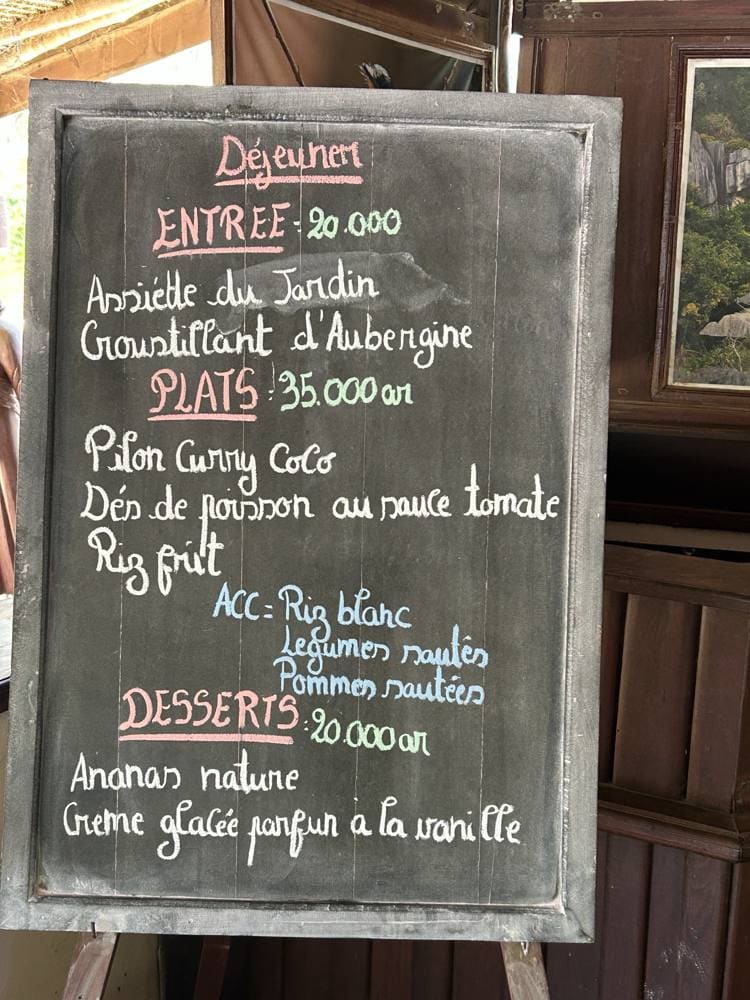 Déjeuner
ENTREE: 20.000
Assiétte du Jardin
Croustillant d'Aubergine
PLATS: 35.000 ar
Pilon Curry Coco
Dés de poisson au sauce tomate
Riz frit
ACC= Riz blanc
Legumes sautés
Pommes sautées
DESSERTS: 20.000 ar
Ananas nature
Creme glacée parfun à la vanille